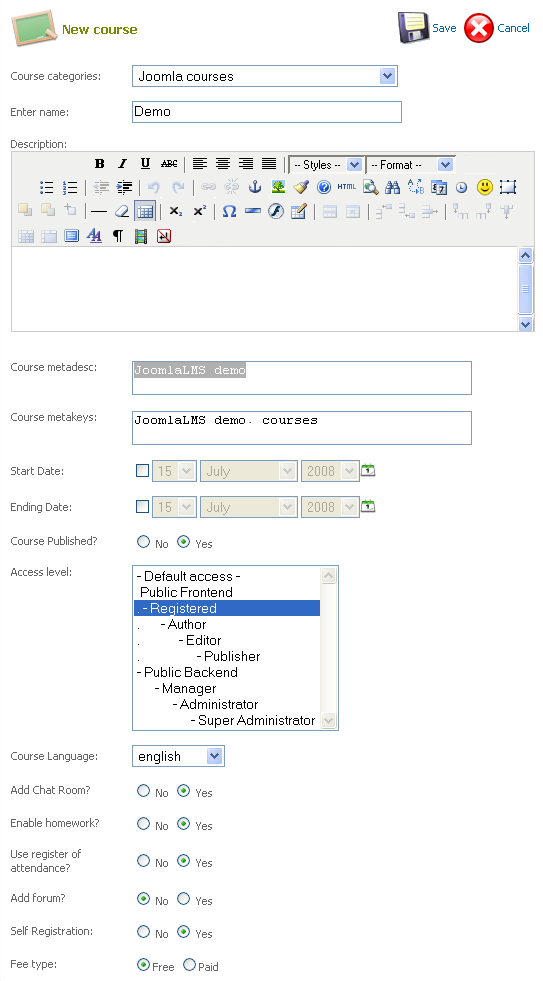 New course
Save Cancel
Course categories: Joomla courses
Enter name: Demo
Description:
B I U ABC -- Styles -- -- Format --
HTML
Course metadesc: JoomlaLMS demo
Course metakeys: JoomlaLMS demo. courses
Start Date: 15 July 2008
Ending Date: 15 July 2008
Course Published? No Yes
Access level: - Default access -
Public Frontend
. - Registered
. - Author
. - Editor
. - Publisher
- Public Backend
- Manager
- Administrator
- Super Administrator
Course Language: english
Add Chat Room? No Yes
Enable homework? No Yes
Use register of
attendance? No Yes
Add forum? No Yes
Self Registration: No Yes
Fee type: Free Paid